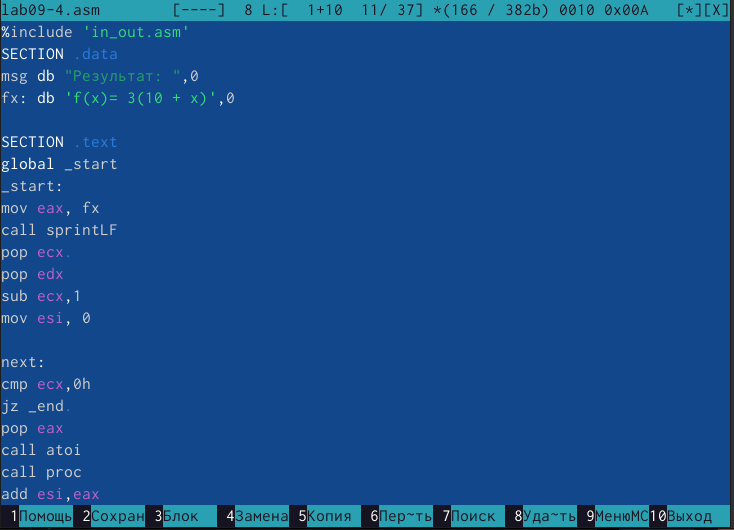 lab09-4.asm [----] 8 L:[ 1+10 11/ 37] *(166 / 382b) 0010 0x00A [*][X]
%include 'in_out.asm'
SECTION .data
msg db "Результат: ",0
fx: db 'f(x)= 3(10 + x)',0
SECTION .text
global _start
_start:
mov eax, fx
call sprintLF
pop ecx.
pop edx
sub ecx,1
mov esi, 0
next:
cmp ecx,0h
jz _end.
pop eax
call atoi
call proc
add esi,eax
1Помощь 2Сохран 3Блок 4Замена 5Копия 6Пер~ть 7Поиск 8Уда~ть 9МенюMC 10Выход